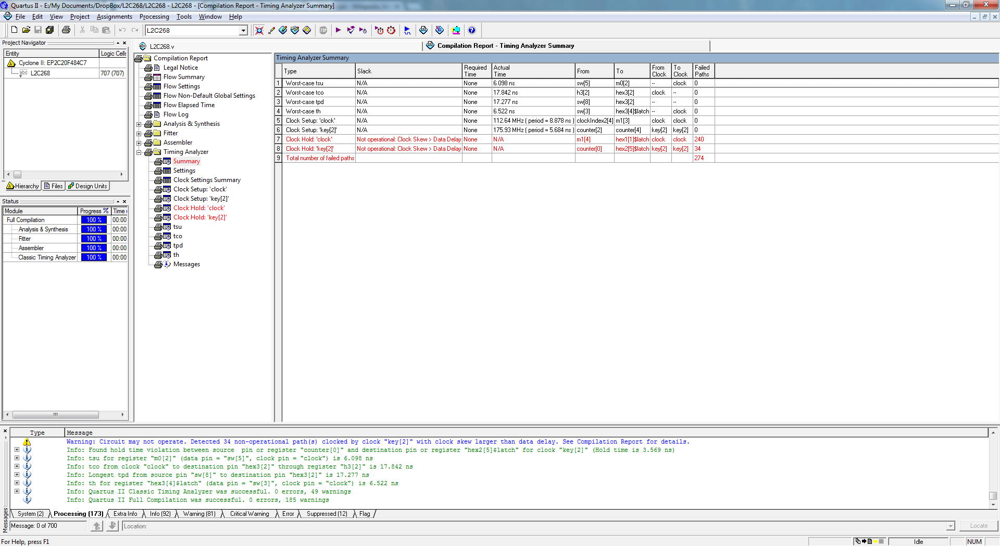 Quartus II - E:/My Documents/DropBox/L2C268/L2C268 - L2C268 - [Compilation Report - Timing Analyzer Summary]
File Edit View Project Assignments Processing Tools Window Help
L2C268
Project Navigator
Entity Logic Cells
Cyclone II: EP2C20F484C7
L2C268 707 (707)
Hierarchy Files Design Units
Status
Module Progress % Time
Full Compilation 100 % 00:00
Analysis & Synthesis 100 % 00:00
Fitter 100 % 00:00
Assembler 100 % 00:00
Classic Timing Analyzer 100 % 00:00
L2C268.v
Compilation Report - Timing Analyzer Summary
Compilation Report
Legal Notice
Flow Summary
Flow Settings
Flow Non-Default Global Settings
Flow Elapsed Time
Flow Log
Analysis & Synthesis
Fitter
Assembler
Timing Analyzer
Summary
Settings
Clock Settings Summary
Clock Setup: 'clock'
Clock Setup: 'key[2]'
Clock Hold: 'clock'
Clock Hold: 'key[2]'
tsu
tco
tpd
th
Messages
Timing Analyzer Summary
Type Slack Required Time Actual Time From To From Clock To Clock Failed Paths
1 Worst-case tsu N/A None 6.098 ns sw[5] m0[2] -- clock 0
2 Worst-case tco N/A None 17.842 ns h3[2] hex3[2] clock -- 0
3 Worst-case tpd N/A None 17.277 ns sw[8] hex3[2] -- -- 0
4 Worst-case th N/A None 6.522 ns sw[3] hex3[4]$latch -- clock 0
5 Clock Setup: 'clock' N/A None 112.64 MHz ( period = 8.878 ns ) clockIndex2[4] m1[3] clock clock 0
6 Clock Setup: 'key[2]' N/A None 175.93 MHz ( period = 5.684 ns ) counter[2] counter[4] key[2] key[2] 0
7 Clock Hold: 'clock' Not operational: Clock Skew > Data Delay None N/A m1[4] hex1[1]$latch clock clock 240
8 Clock Hold: 'key[2]' Not operational: Clock Skew > Data Delay None N/A counter[0] hex2[5]$latch key[2] key[2] 34
9 Total number of failed paths 274
Type Message
Warning: Circuit may not operate. Detected 34 non-operational path(s) clocked by clock "key[2]" with clock skew larger than data delay. See Compilation Report for details.
Info: Found hold time violation between source  pin or register "counter[0]" and destination pin or register "hex2[5]$latch" for clock "key[2]" (Hold time is 3.569 ns)
Info: tsu for register "m0[2]" (data pin = "sw[5]", clock pin = "clock") is 6.098 ns
Info: tco from clock "clock" to destination pin "hex3[2]" through register "h3[2]" is 17.842 ns
Info: Longest tpd from source pin "sw[8]" to destination pin "hex3[2]" is 17.277 ns
Info: th for register "hex3[4]$latch" (data pin = "sw[3]", clock pin = "clock") is 6.522 ns
Info: Quartus II Classic Timing Analyzer was successful. 0 errors, 49 warnings
Info: Quartus II Full Compilation was successful. 0 errors, 185 warnings
System (2) Processing (173) Extra Info Info (92) Warning (81) Critical Warning Error Suppressed (12) Flag
Messages
Message: 0 of 700 Location: Locate
For Help, press F1 Idle NUM